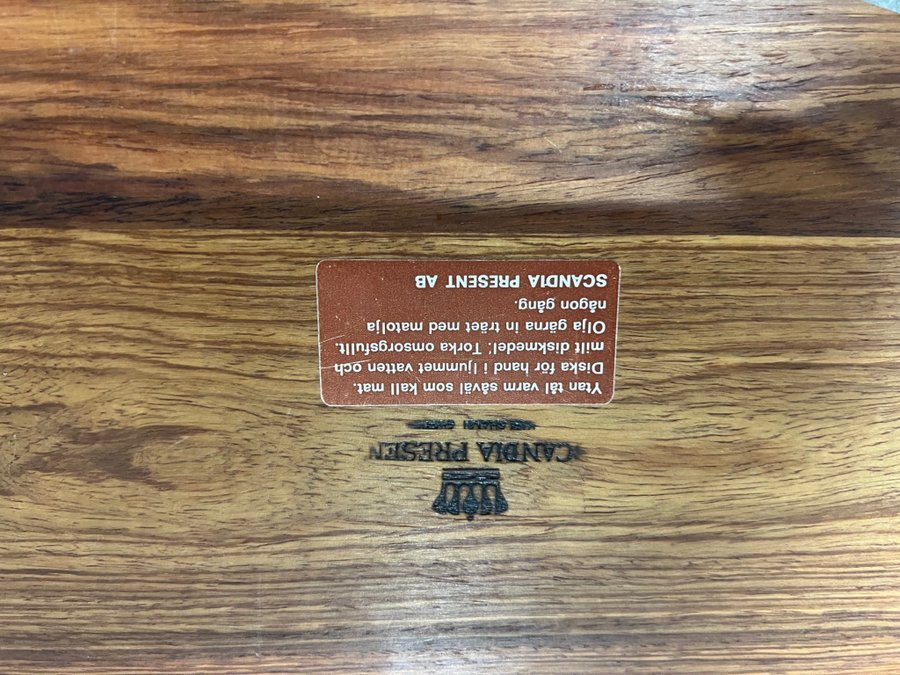 SCANDIA PRESEN
Ytan tål varm såväl som kall mat.
Diska för hand i ljummet vatten och
milt diskmedel. Torka omsorgsfullt.
Olja gärna in träet med matolja
någon gång.
SCANDIA PRESENT AB